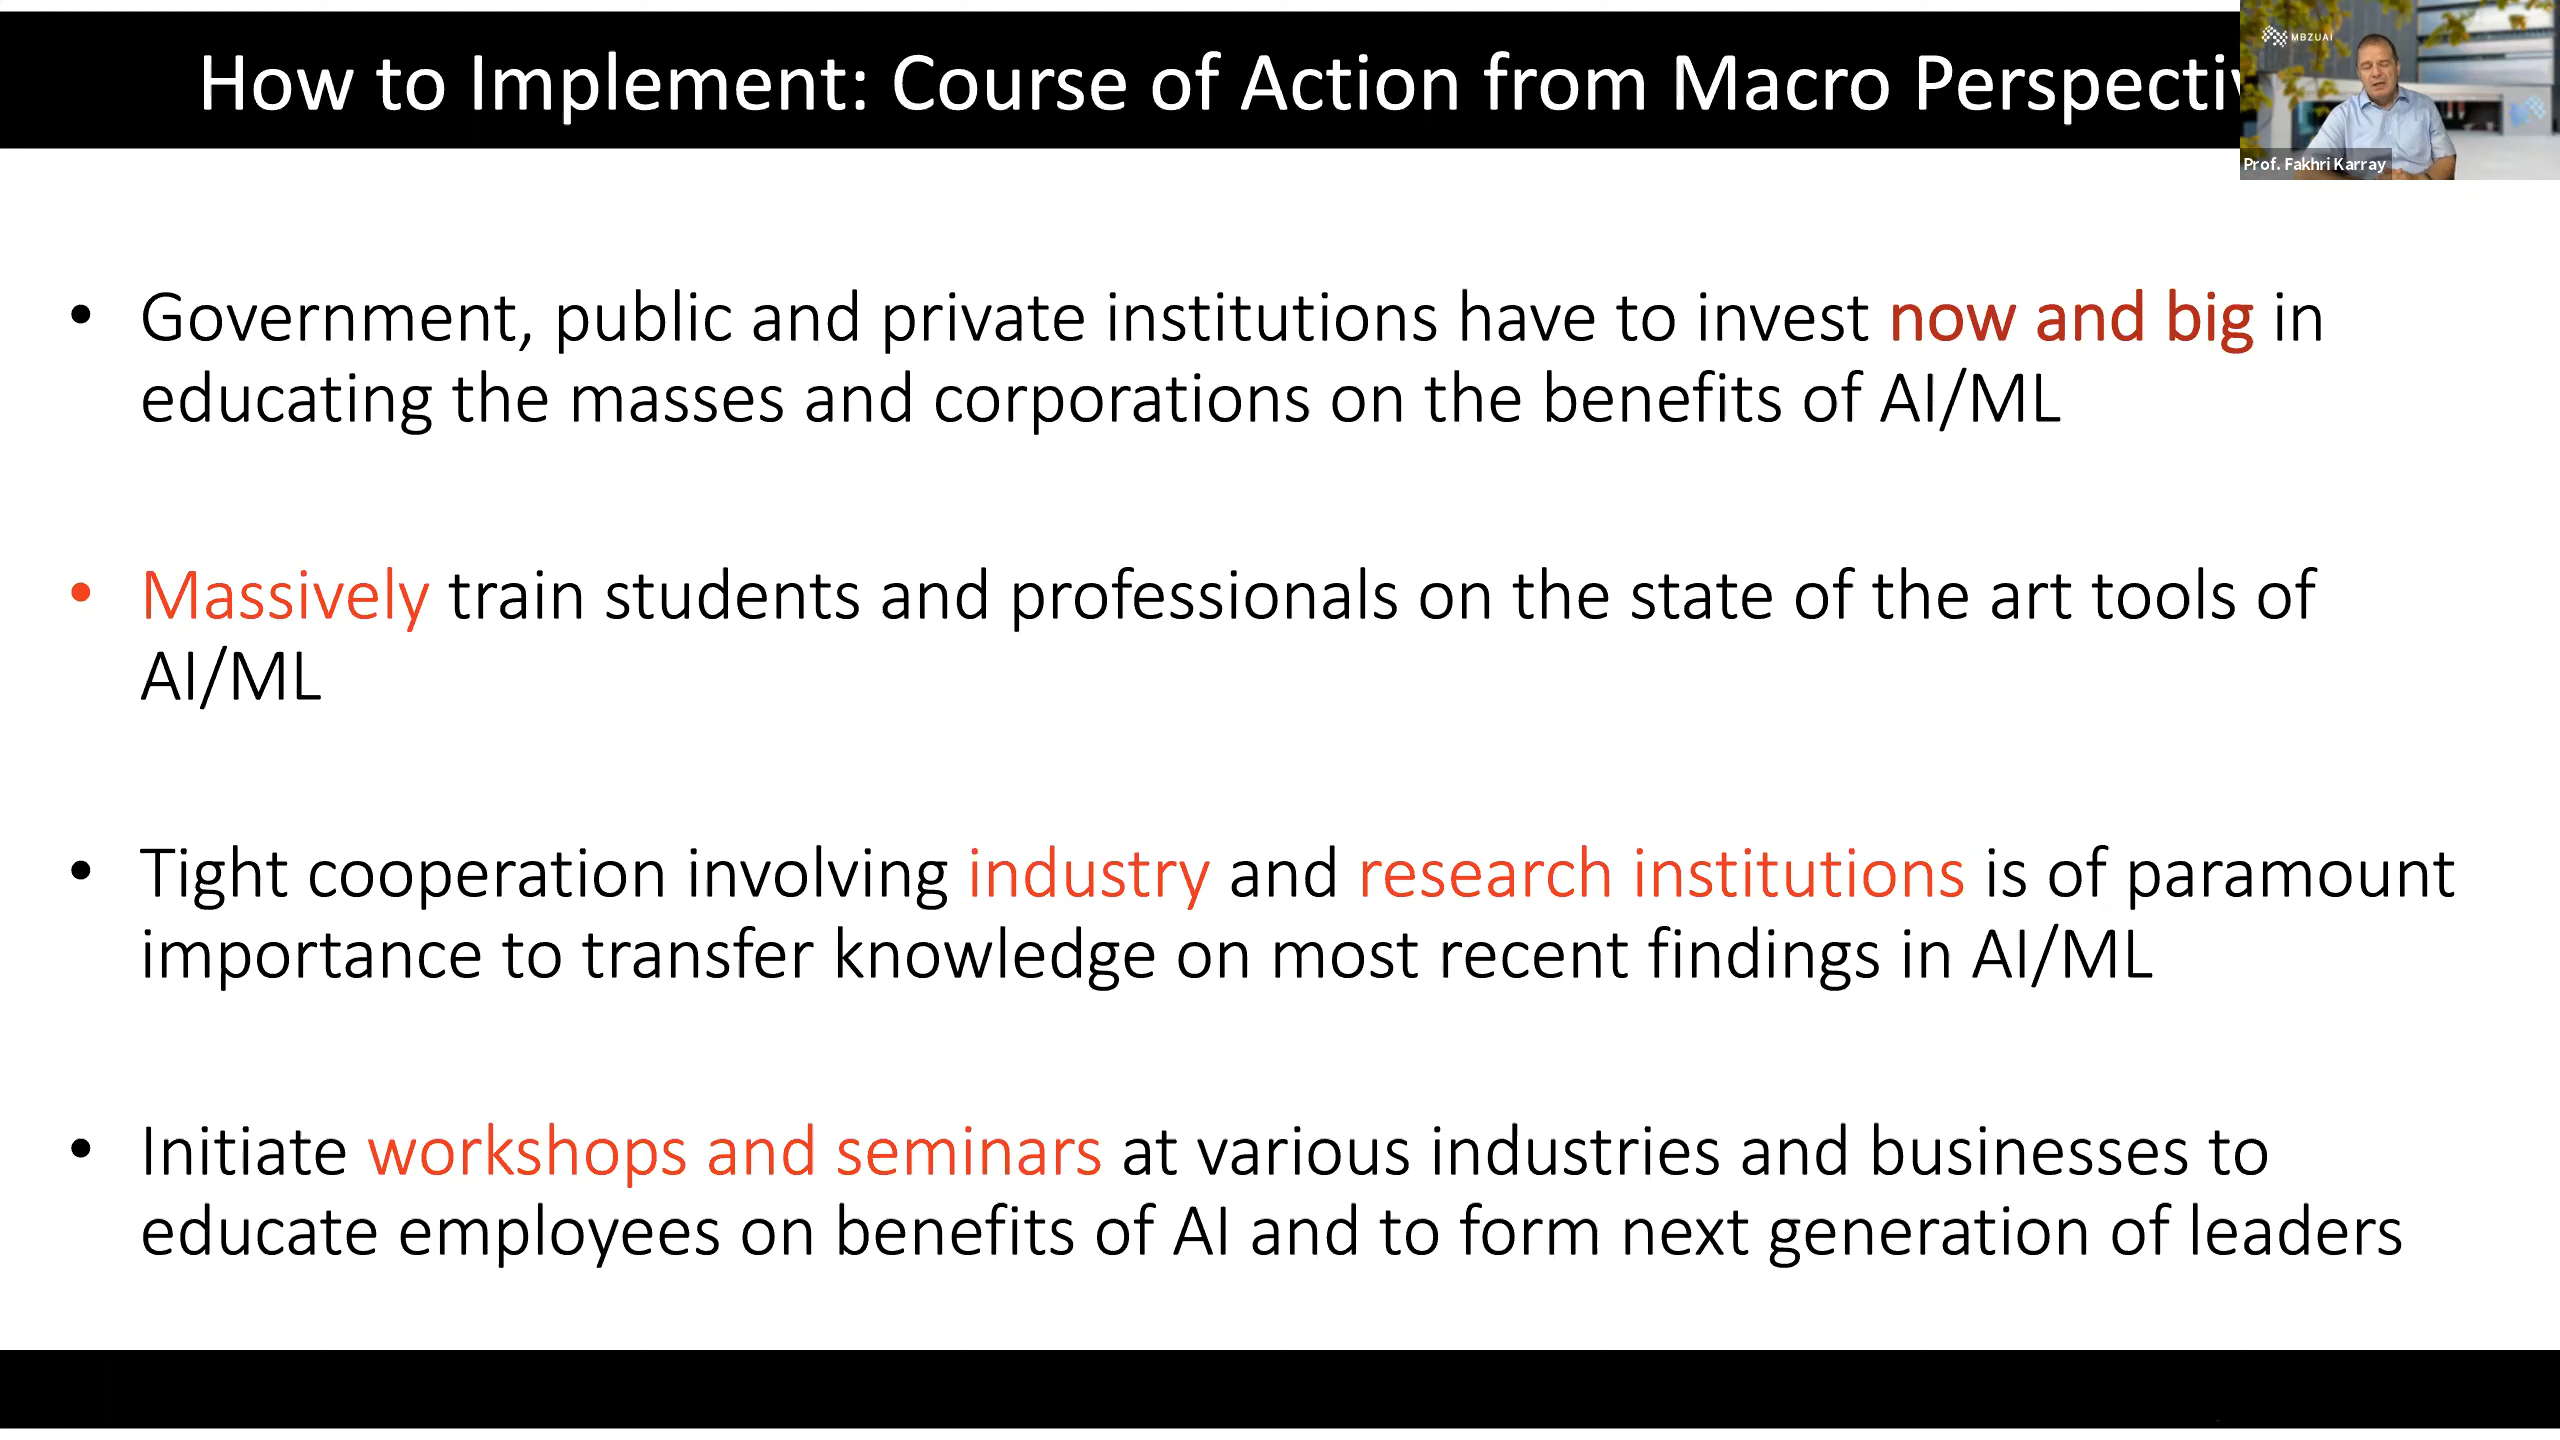 How to Implement: Course of Action from Macro Perspectiv
MBZUAI
Prof. Fakhri Karray
• Government, public and private institutions have to invest now and big in
educating the masses and corporations on the benefits of AI/ML
• Massively train students and professionals on the state of the art tools of
AI/ML
• Tight cooperation involving industry and research institutions is of paramount
importance to transfer knowledge on most recent findings in AI/ML
• Initiate workshops and seminars at various industries and businesses to
educate employees on benefits of AI and to form next generation of leaders